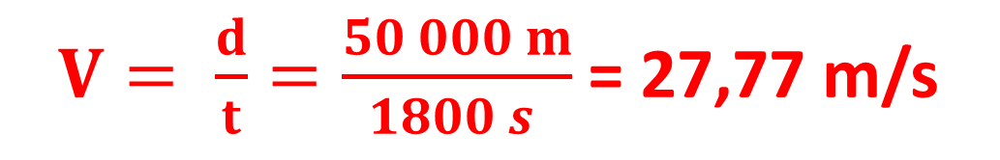 V = d/t = 50 000 m / 1800 s = 27,77 m/s